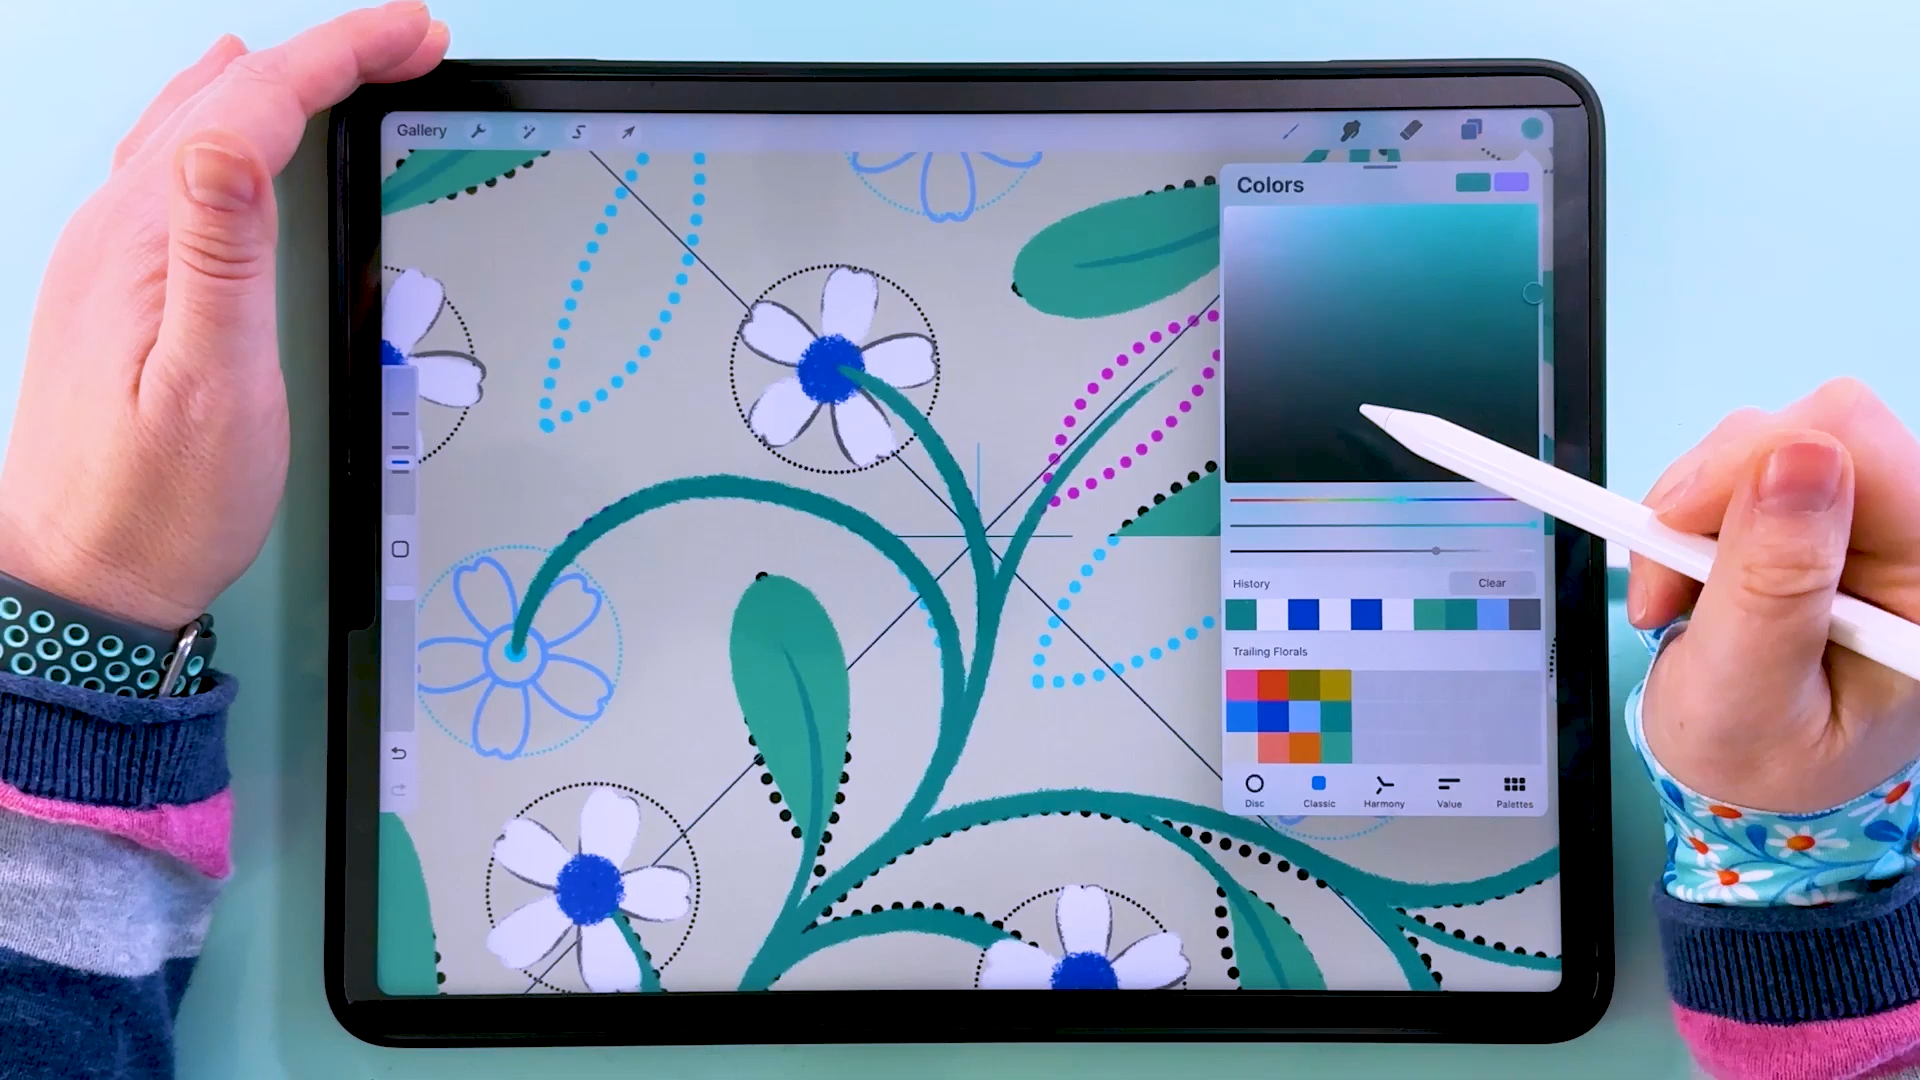 Gallery
Colors
History
Clear
Trailing Florals
Disc
Classic
Harmony
Value
Palettes